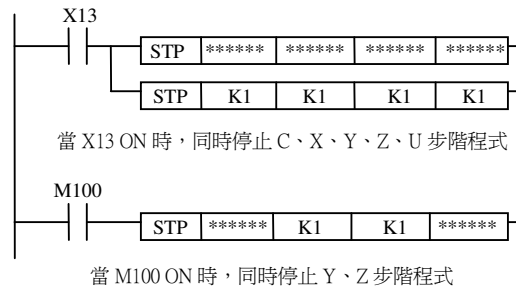 X13
STP ****** ****** ****** ******
STP K1 K1 K1 K1
當 X13 ON 時，同時停止 C、X、Y、Z、U 步階程式
M100
STP ****** K1 K1 ******
當 M100 ON 時，同時停止 Y、Z 步階程式